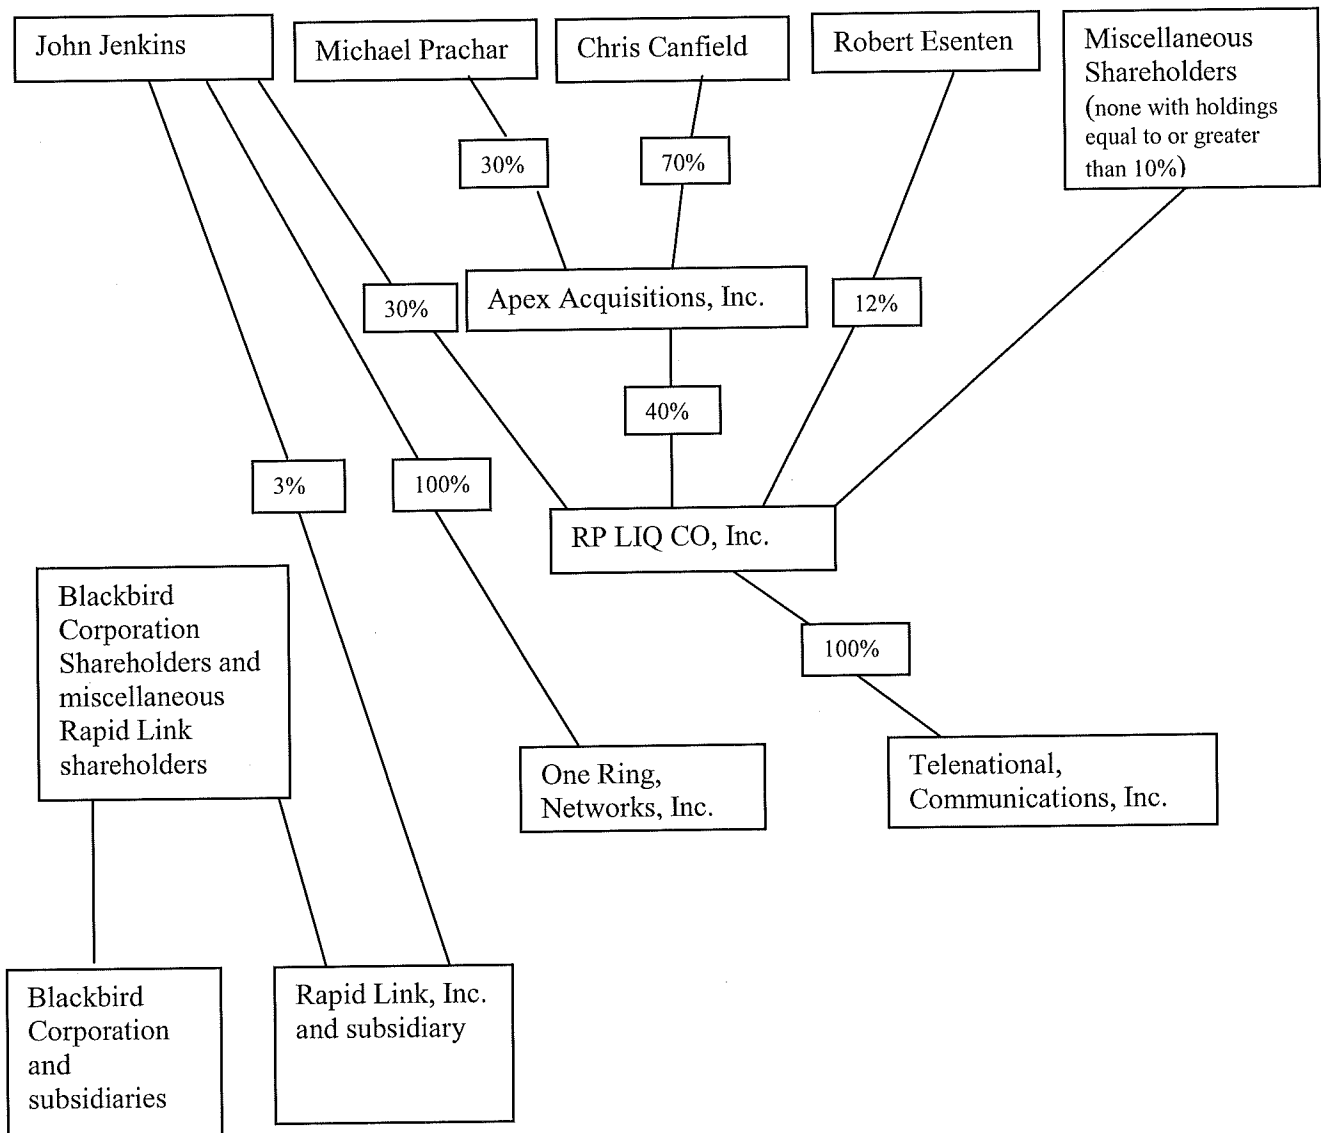 John Jenkins
Michael Prachar
Chris Canfield
Robert Esenten
Miscellaneous
Shareholders
(none with holdings
equal to or greater
than 10%)
30%
70%
30%
Apex Acquisitions, Inc.
12%
40%
3%
100%
RP LIQ CO, Inc.
Blackbird
Corporation
Shareholders and
miscellaneous
Rapid Link
shareholders
100%
One Ring,
Networks, Inc.
Telenational,
Communications, Inc.
Blackbird
Corporation
and
subsidiaries
Rapid Link, Inc.
and subsidiary